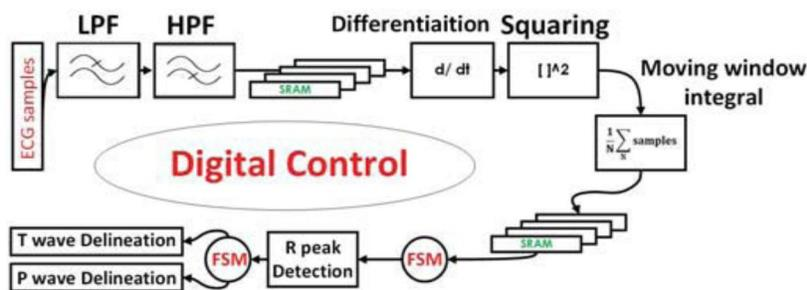 LPF
HPF
Differentiaition
Squaring
ECG samples
SRAM
d/ dt
[ ]^2
Moving window
integral
1/N ∑ N samples
Digital Control
SRAM
T wave Delineation
P wave Delineation
FSM
R peak
Detection
FSM